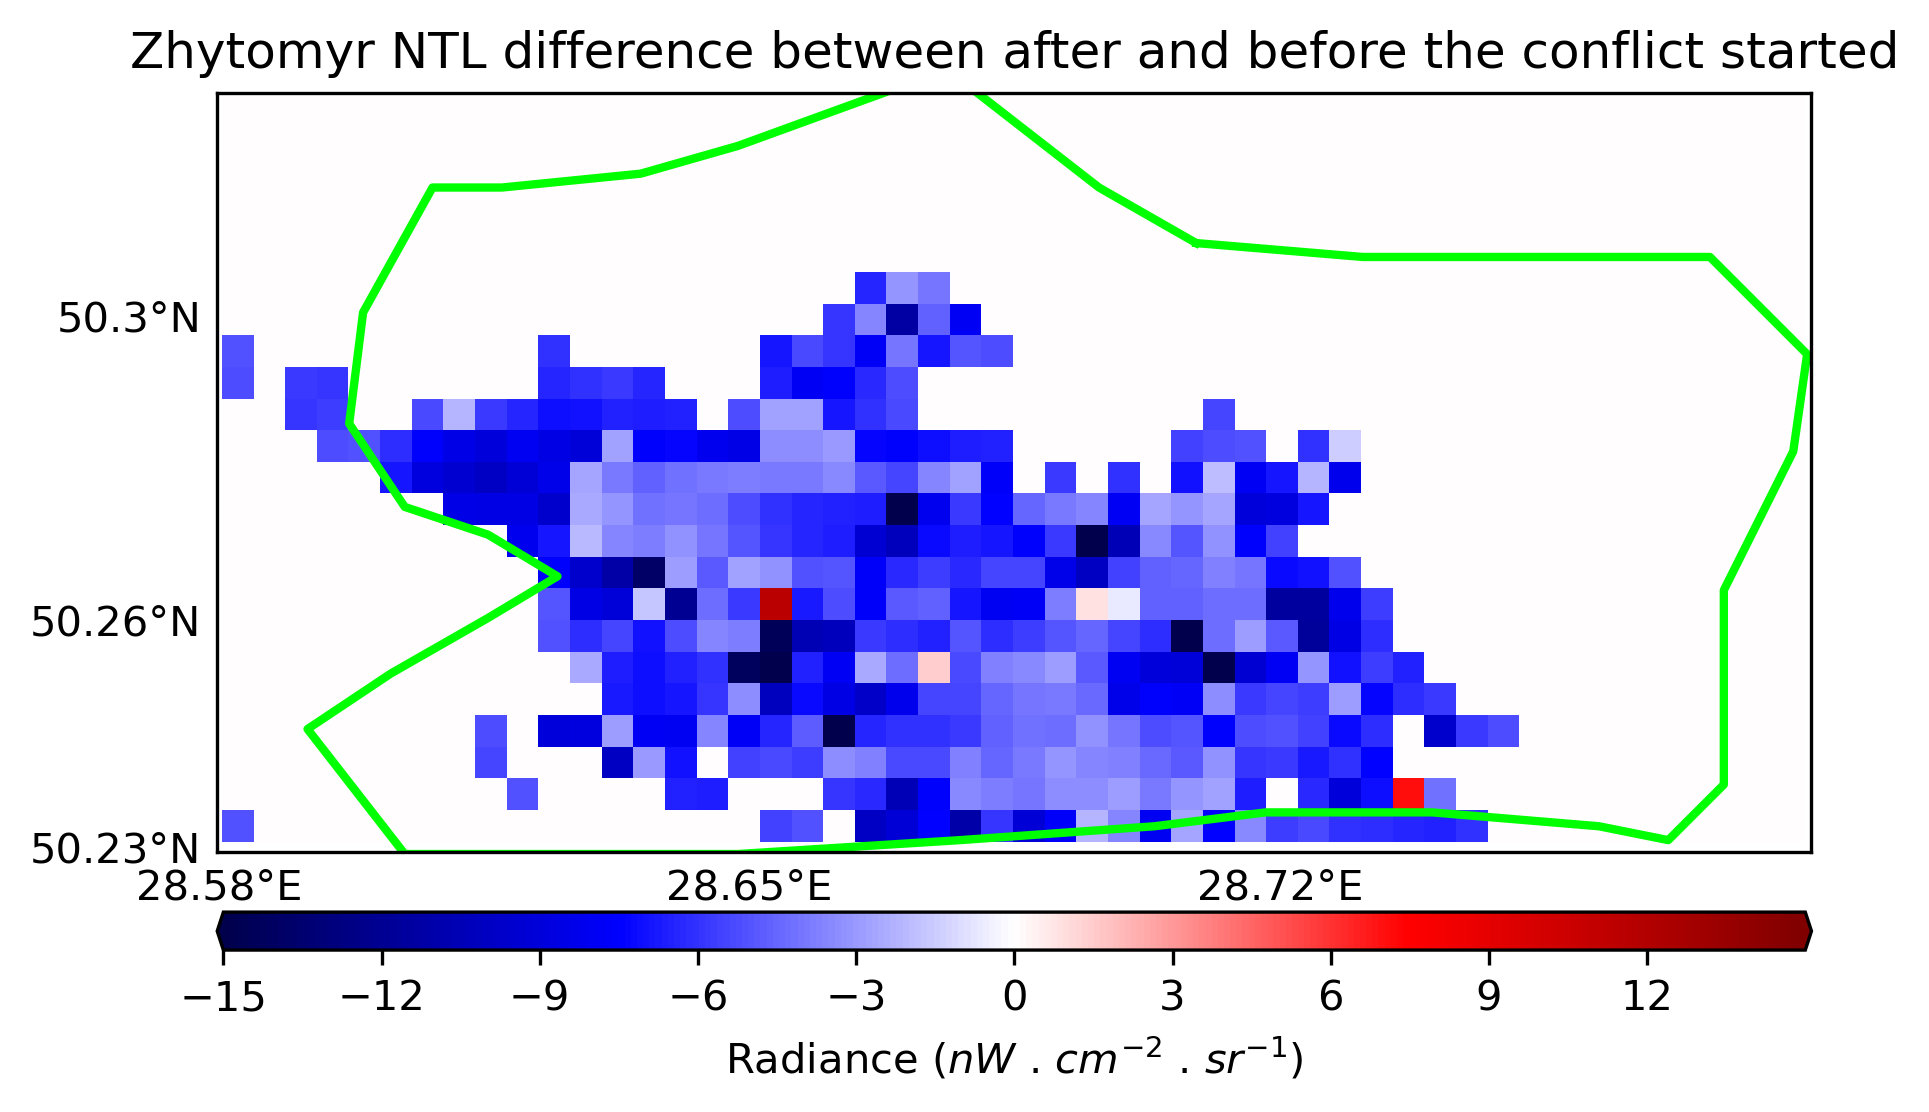 Zhytomyr NTL difference between after and before the conflict started
50.3°N
50.26°N
50.23°N
28.58°E 28.65°E 28.72°E
−15 −12 −9 −6 −3 0 3 6 9 12
Radiance (nW . cm⁻² . sr⁻¹)